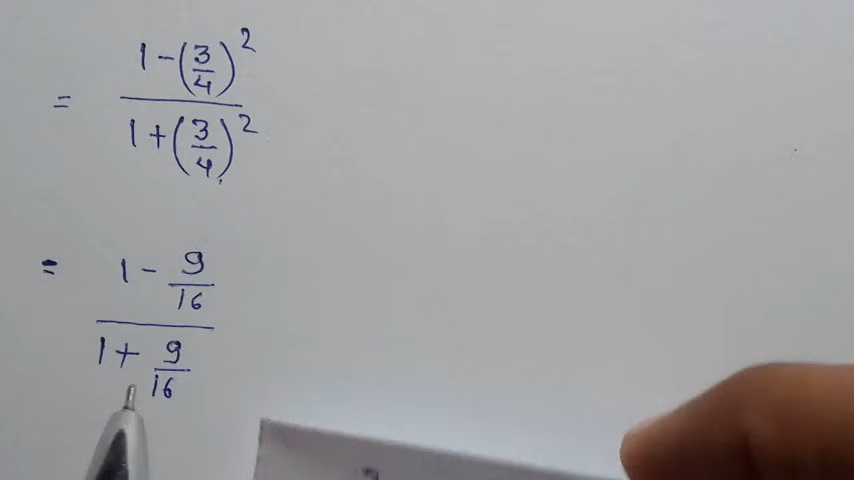 = (1 - (3/4)^2) / (1 + (3/4)^2)
= (1 - 9/16) / (1 + 9/16)